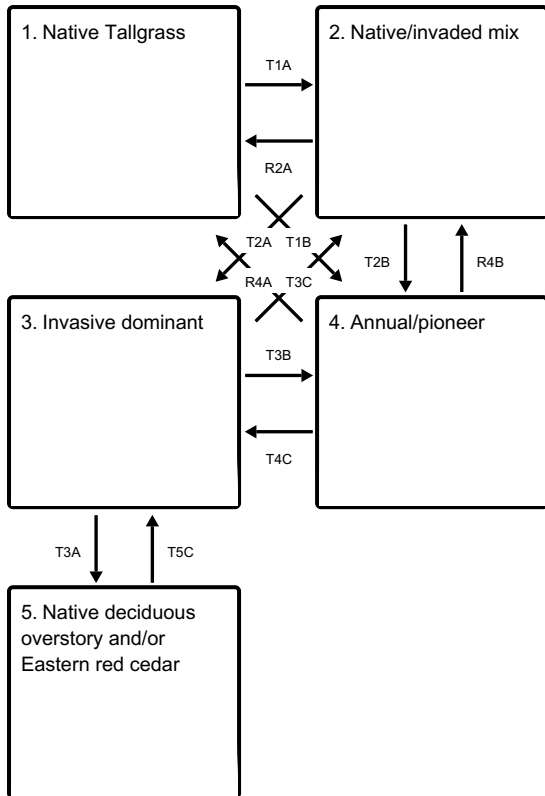 1. Native Tallgrass
2. Native/invaded mix
T1A
R2A
T2A
T1B
T2B
R4B
R4A
T3C
3. Invasive dominant
4. Annual/pioneer
T3B
T4C
T3A
T5C
5. Native deciduous
overstory and/or
Eastern red cedar